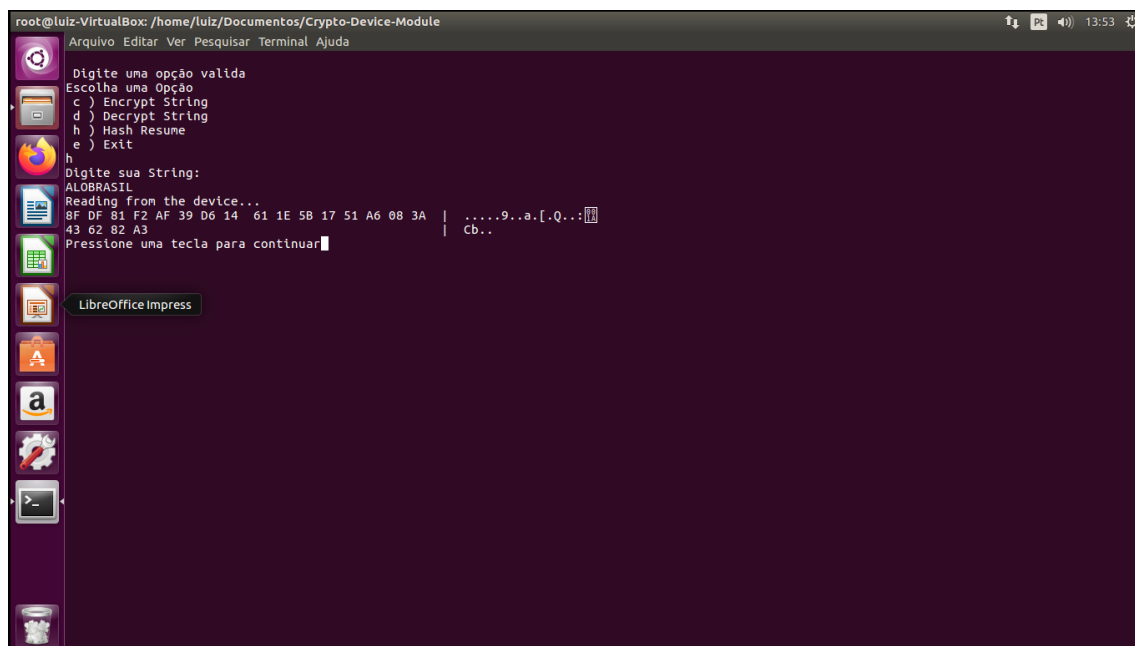 root@luiz-VirtualBox: /home/luiz/Documentos/Crypto-Device-Module
Pt 13:53
Arquivo Editar Ver Pesquisar Terminal Ajuda
Digite uma opção valida
Escolha uma Opção
c ) Encrypt String
d ) Decrypt String
h ) Hash Resume
e ) Exit
h
Digite sua String:
ALOBRASIL
Reading from the device...
8F DF 81 F2 AF 39 D6 14  61 1E 5B 17 51 A6 08 3A  |  .....9..a.[.Q..:
43 62 82 A3  |  Cb..
Pressione uma tecla para continuar
LibreOffice Impress